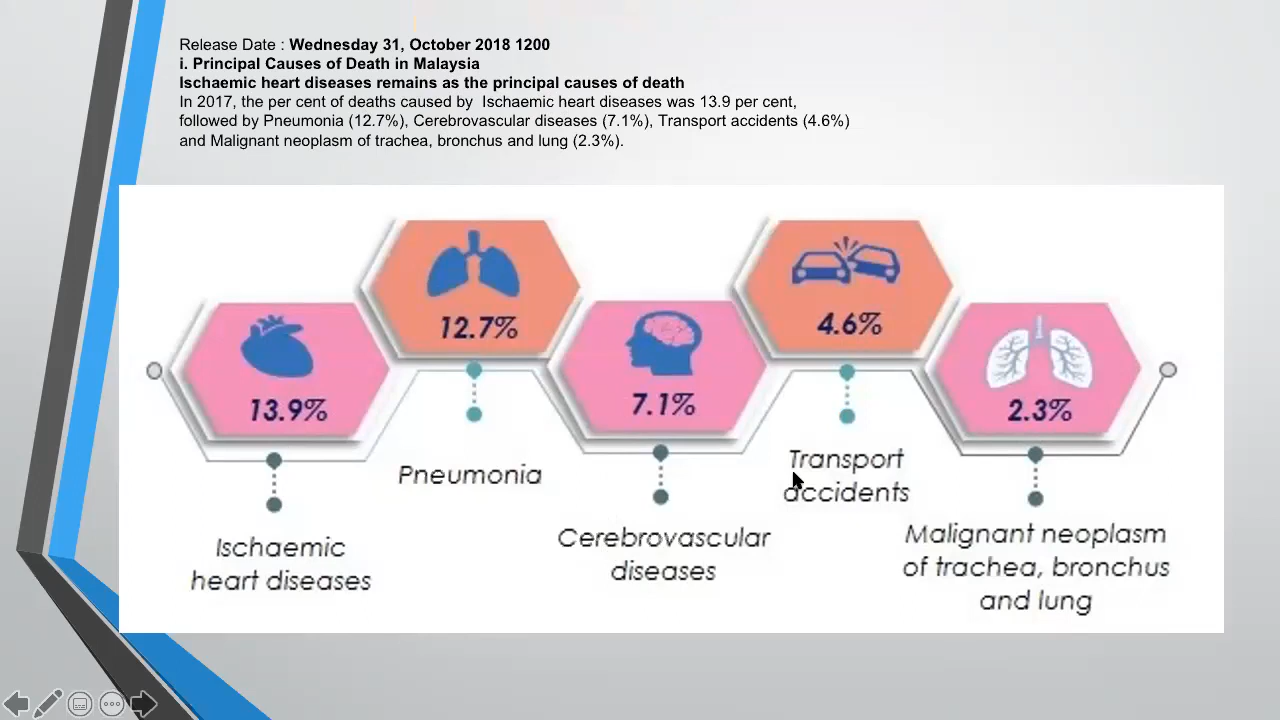 Release Date : Wednesday 31, October 2018 1200
i. Principal Causes of Death in Malaysia
Ischaemic heart diseases remains as the principal causes of death
In 2017, the per cent of deaths caused by  Ischaemic heart diseases was 13.9 per cent,
followed by Pneumonia (12.7%), Cerebrovascular diseases (7.1%), Transport accidents (4.6%)
and Malignant neoplasm of trachea, bronchus and lung (2.3%).
13.9%
Ischaemic
heart diseases
12.7%
Pneumonia
7.1%
Cerebrovascular
diseases
4.6%
Transport
accidents
2.3%
Malignant neoplasm
of trachea, bronchus
and lung